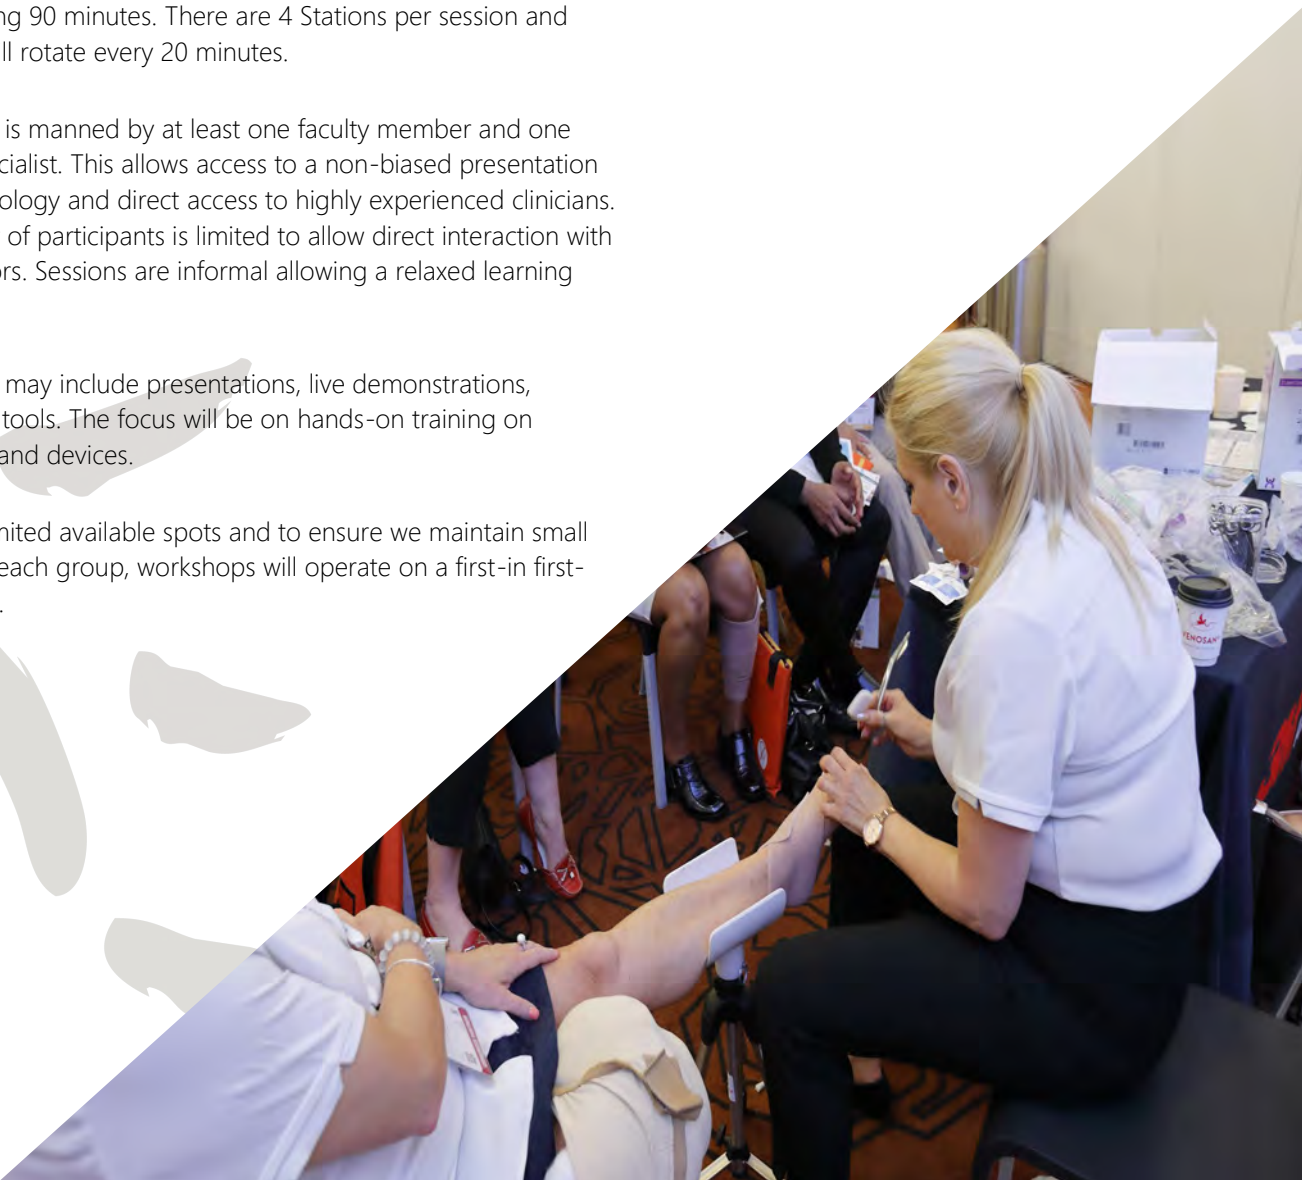 ng 90 minutes. There are 4 Stations per session and
ll rotate every 20 minutes.
is manned by at least one faculty member and one
cialist. This allows access to a non-biased presentation
ology and direct access to highly experienced clinicians.
of participants is limited to allow direct interaction with
ors. Sessions are informal allowing a relaxed learning
may include presentations, live demonstrations,
tools. The focus will be on hands-on training on
and devices.
mited available spots and to ensure we maintain small
each group, workshops will operate on a first-in first-
.
VENOSAN